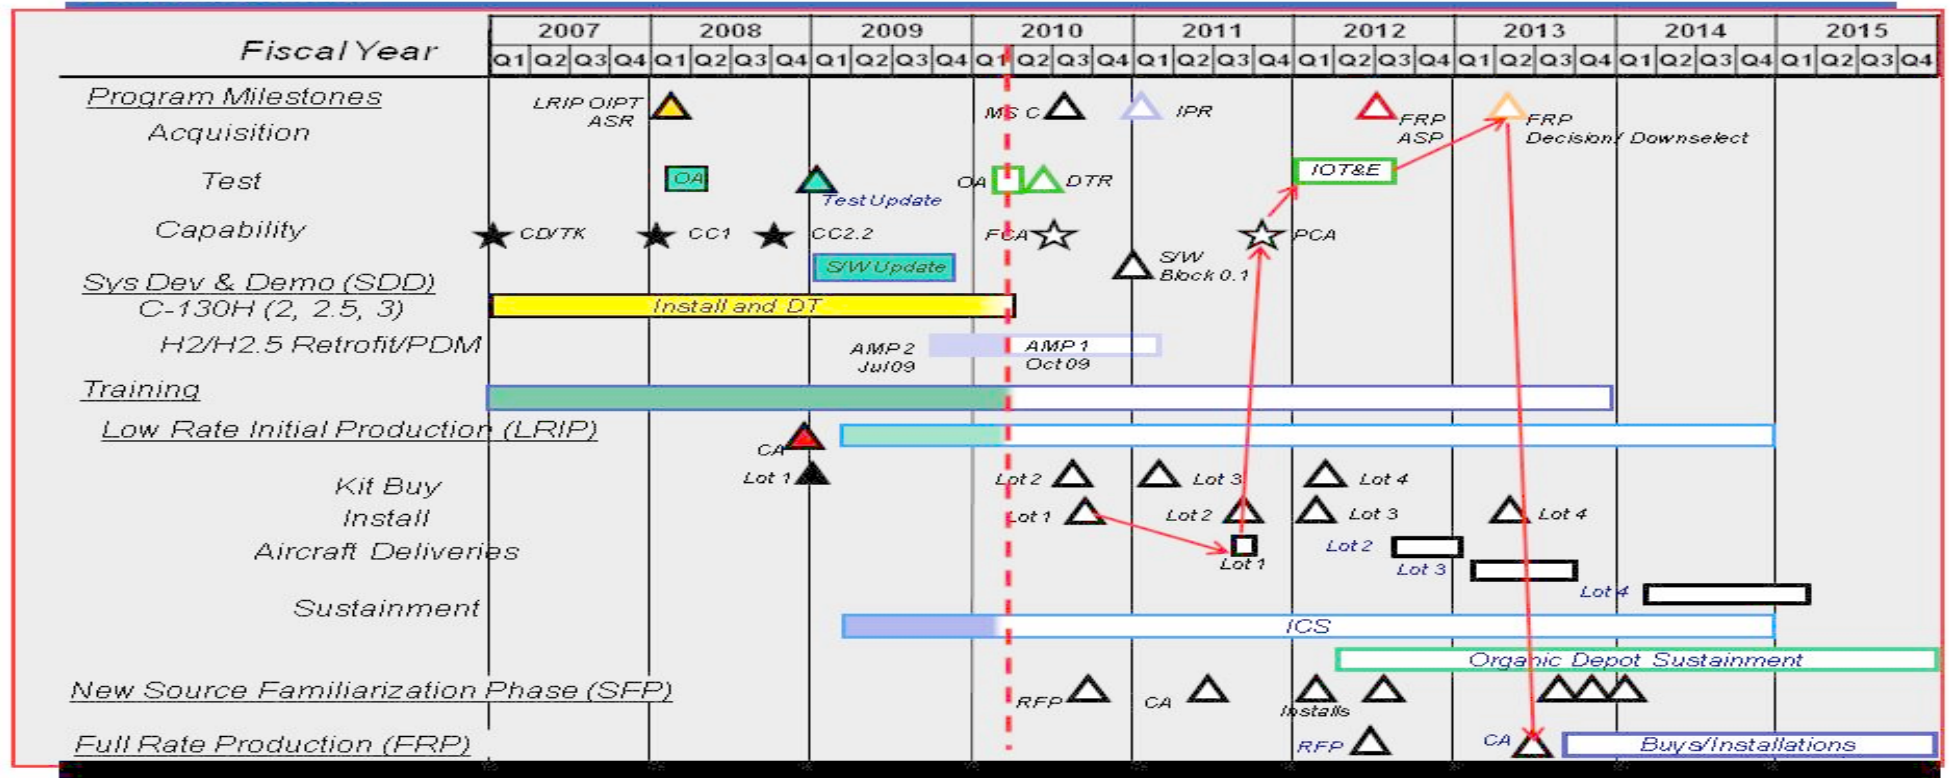 Fiscal Year
2007 2008 2009 2010 2011 2012 2013 2014 2015
Q1 Q2 Q3 Q4 Q1 Q2 Q3 Q4 Q1 Q2 Q3 Q4 Q1 Q2 Q3 Q4 Q1 Q2 Q3 Q4 Q1 Q2 Q3 Q4 Q1 Q2 Q3 Q4 Q1 Q2 Q3 Q4 Q1 Q2 Q3 Q4
Program Milestones
Acquisition
LRIP OIPT
ASR
MS C
IPR
FRP
ASP
FRP
Decision/ Downselect
Test
OA
Test Update
OA
DTR
IOT&E
Capability
CD/TK
CC1
CC2.2
FCA
PCA
S/W Update
S/W
Block 0.1
Sys Dev & Demo (SDD)
C-130H (2, 2.5, 3)
Install and DT
H2/H2.5 Retrofit/PDM
AMP 2
Jul09
AMP 1
Oct 09
Training
Low Rate Initial Production (LRIP)
CA
Kit Buy
Lot 1
Lot 2
Lot 3
Lot 4
Install
Lot 1
Lot 2
Lot 3
Lot 4
Aircraft Deliveries
Lot 1
Lot 2
Lot 3
Lot 4
Sustainment
ICS
Organic Depot Sustainment
New Source Familiarization Phase (SFP)
RFP
CA
Installs
Full Rate Production (FRP)
RFP
CA
Buys/Installations